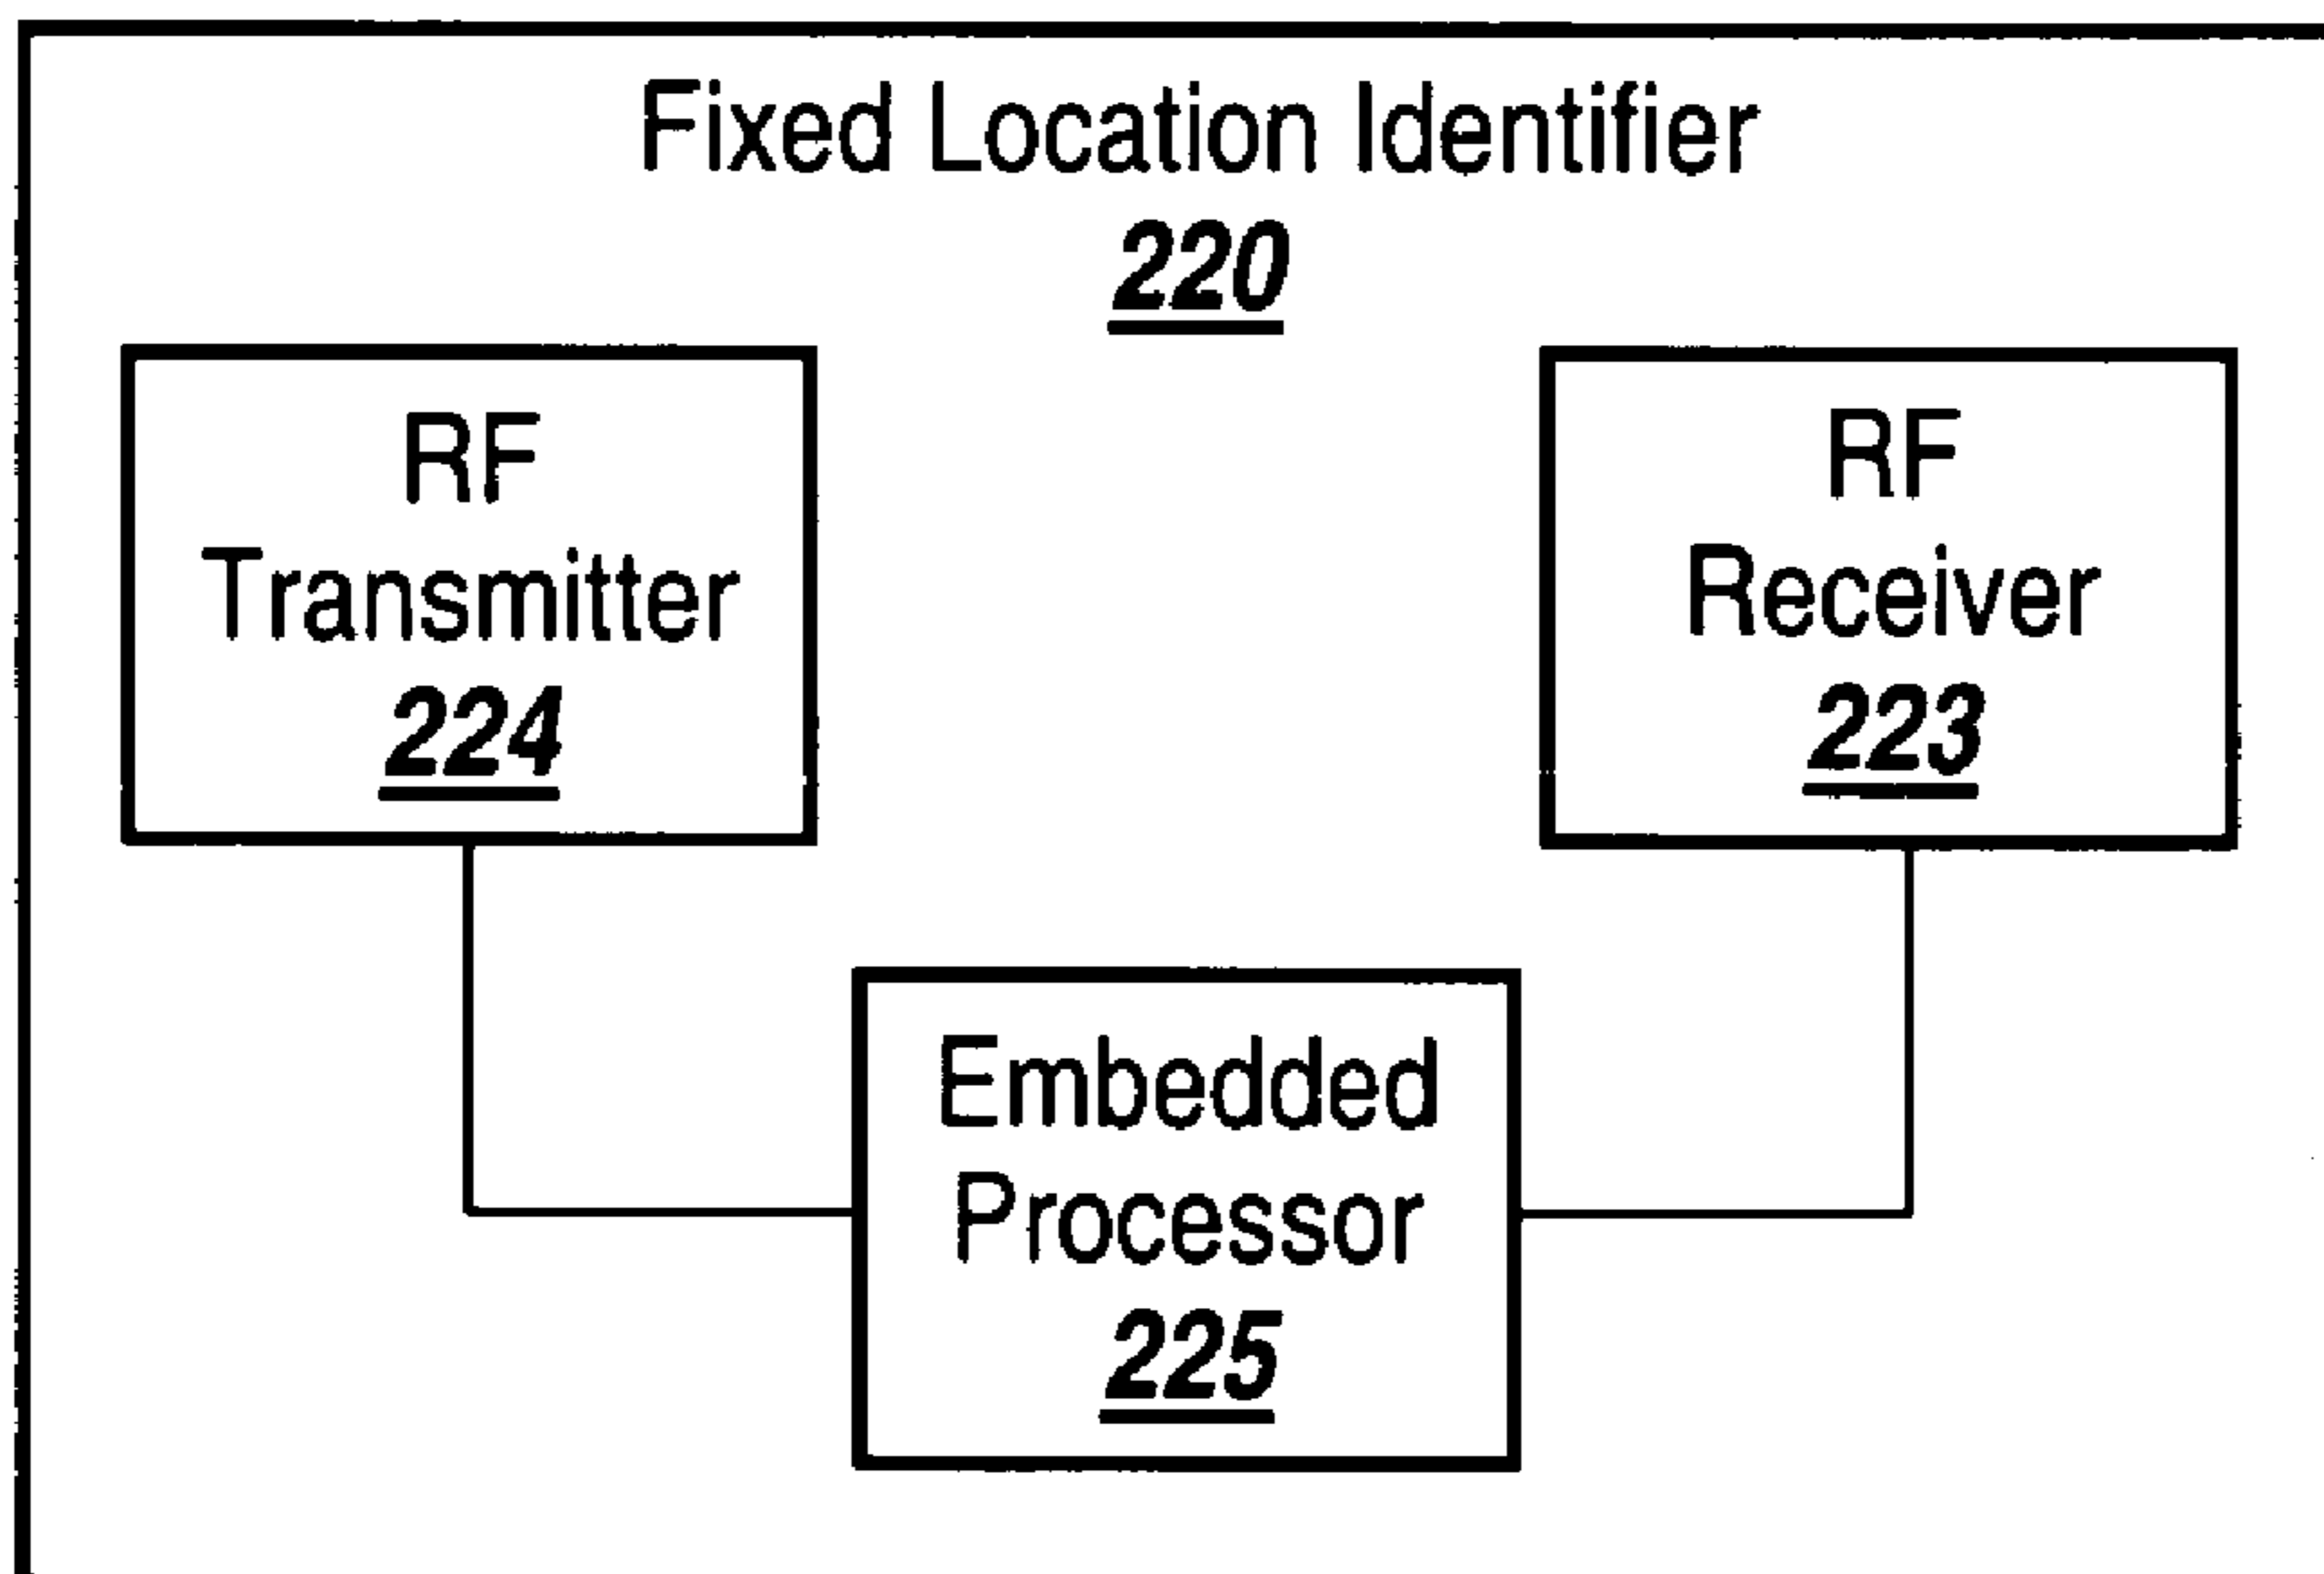 Fixed Location Identifier
220
RF
Transmitter
224
RF
Receiver
223
Embedded
Processor
225